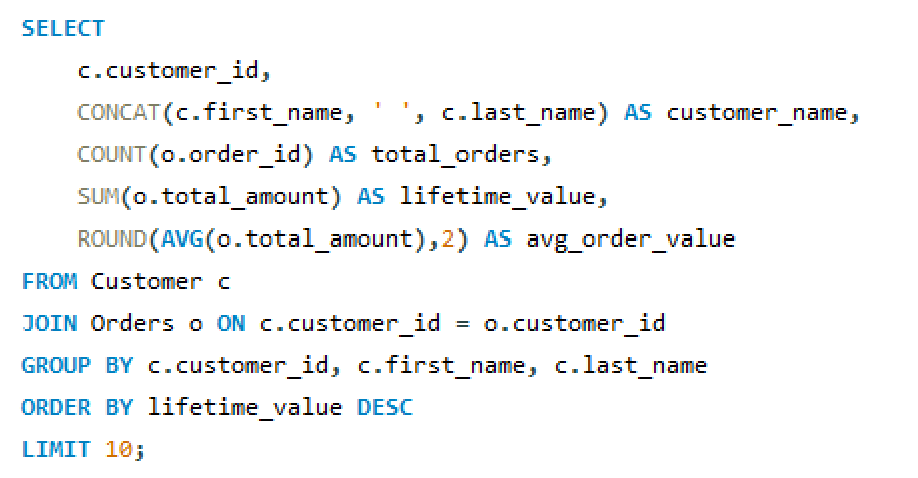 SELECT
    c.customer_id,
    CONCAT(c.first_name, ' ', c.last_name) AS customer_name,
    COUNT(o.order_id) AS total_orders,
    SUM(o.total_amount) AS lifetime_value,
    ROUND(AVG(o.total_amount),2) AS avg_order_value
FROM Customer c
JOIN Orders o ON c.customer_id = o.customer_id
GROUP BY c.customer_id, c.first_name, c.last_name
ORDER BY lifetime_value DESC
LIMIT 10;